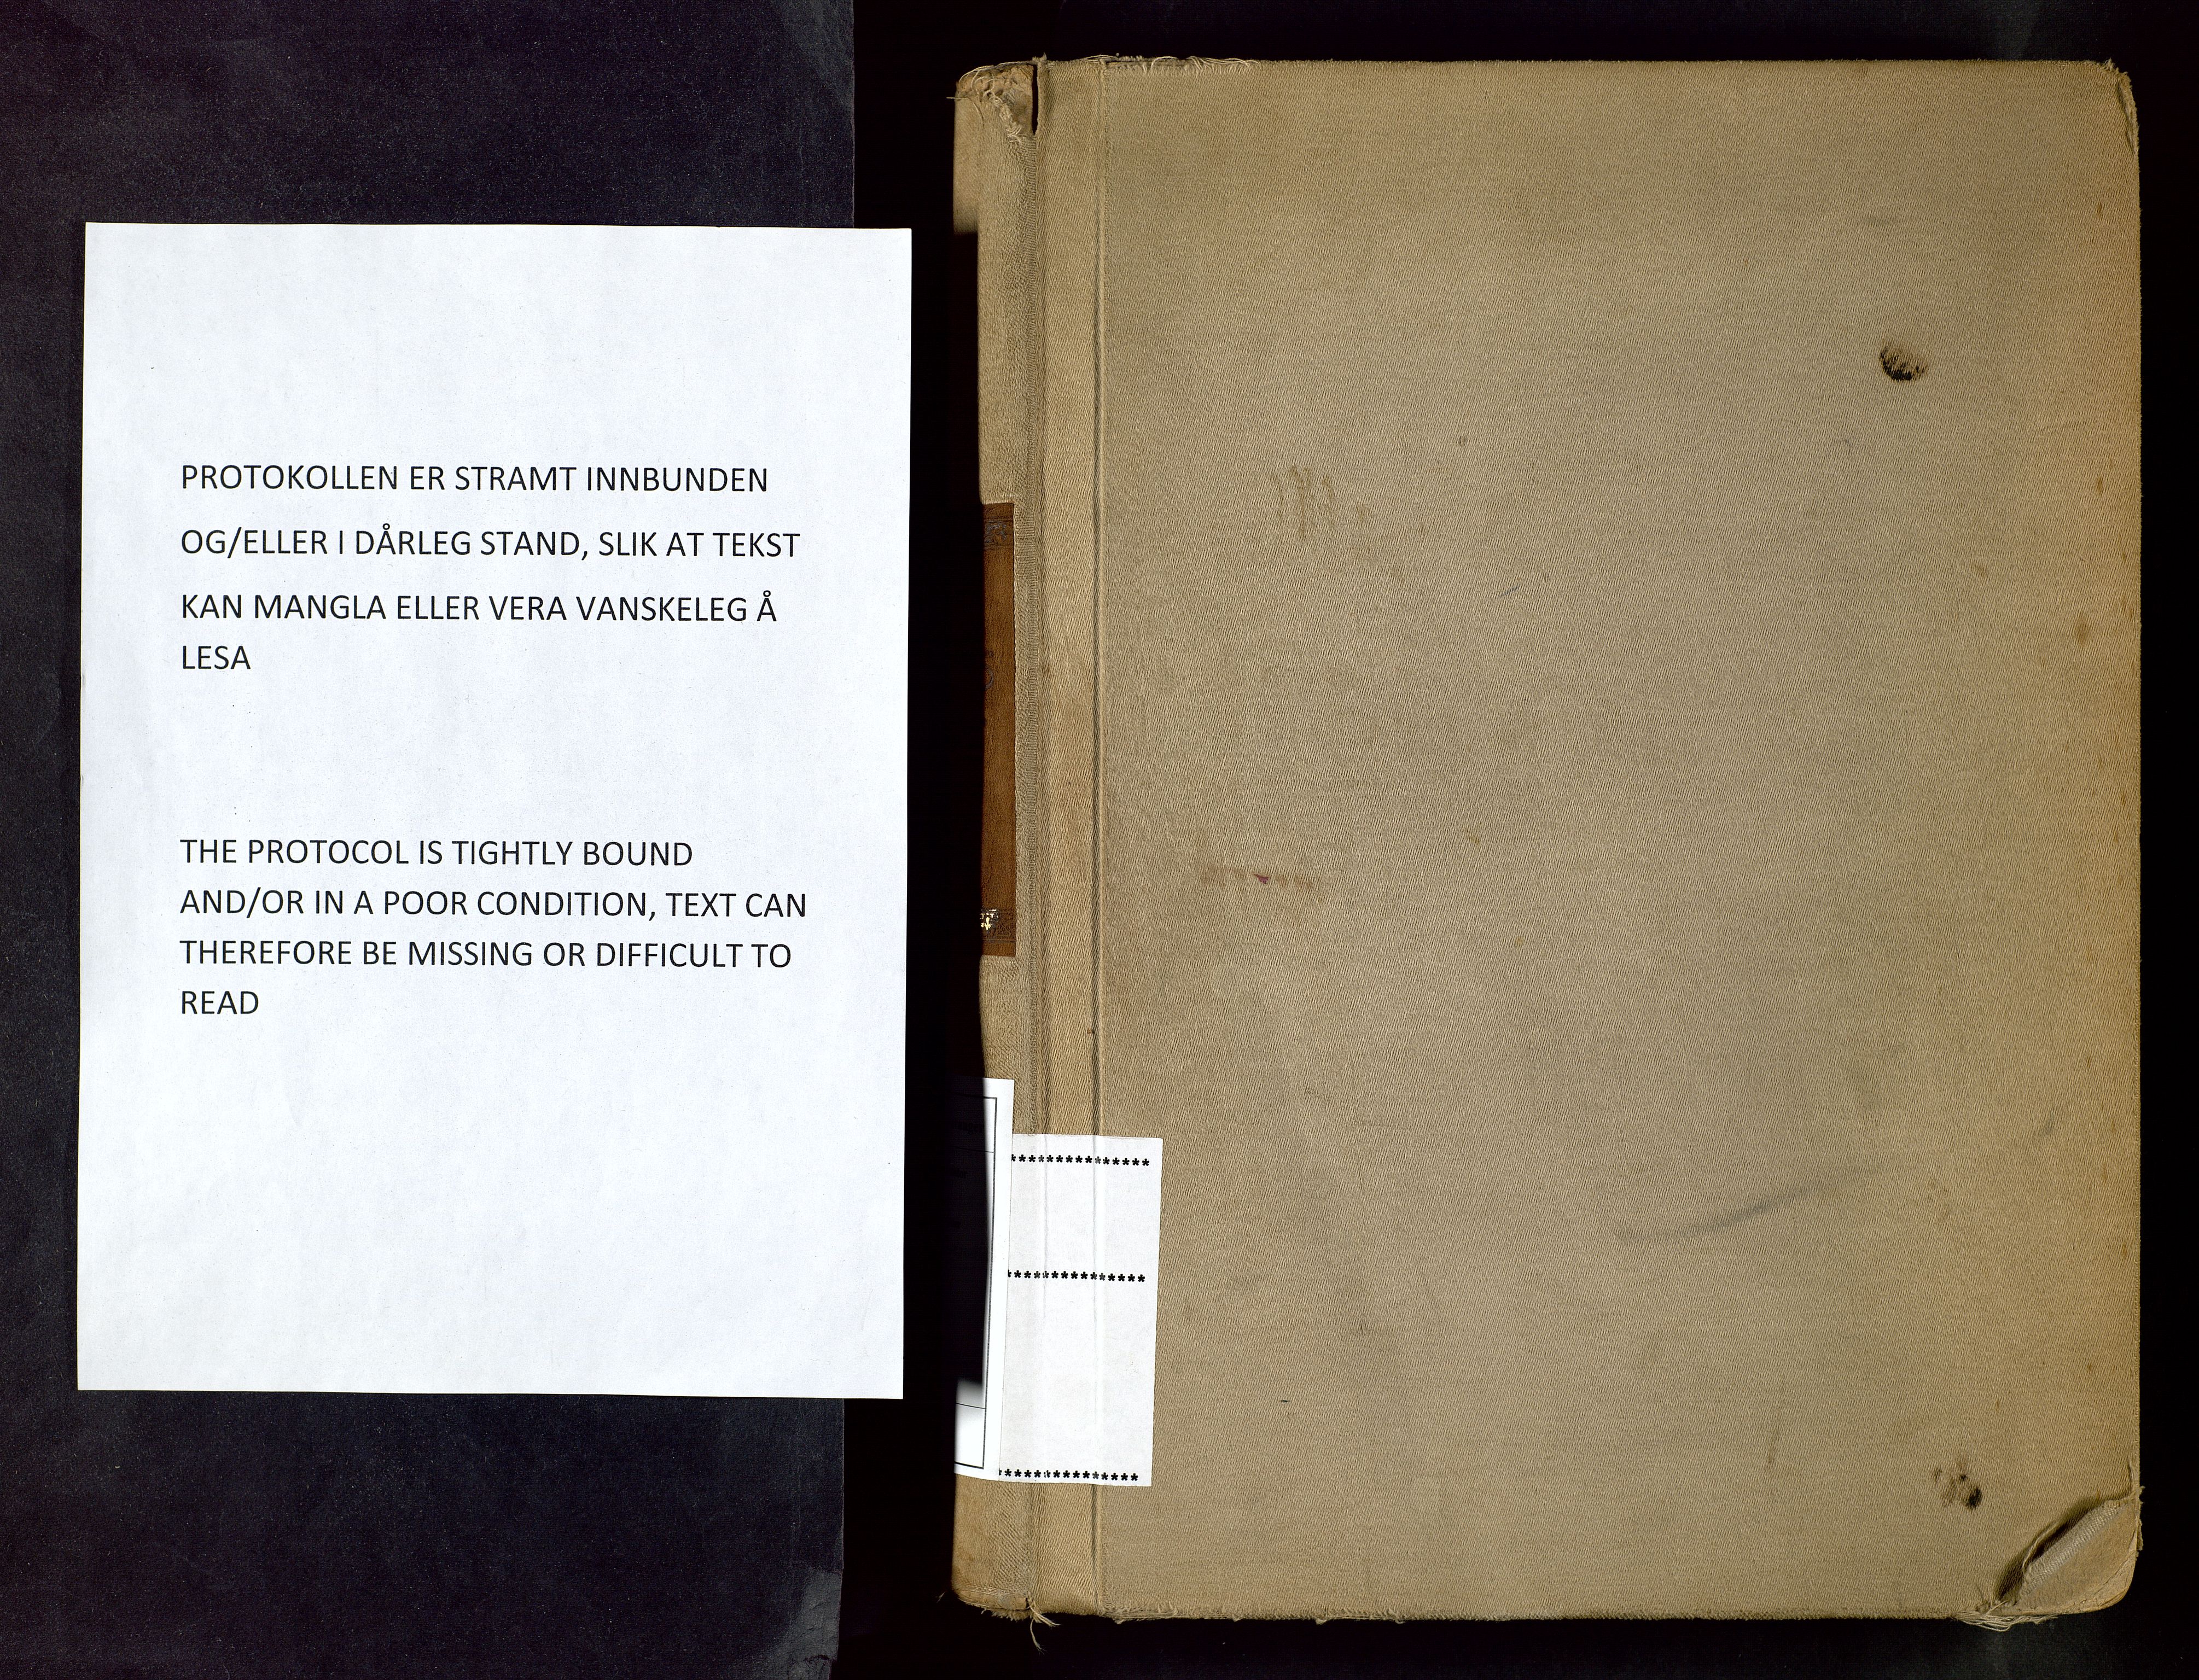 PROTOKOLLEN ER STRAMT INNBUNDEN
OG/ELLER I DÅRLEG STAND, SLIK AT TEKST
KAN MANGLA ELLER VERA VANSKELEG Å
LESA
THE PROTOCOL IS TIGHTLY BOUND
AND/OR IN A POOR CONDITION, TEXT CAN
THEREFORE BE MISSING OR DIFFICULT TO
READ